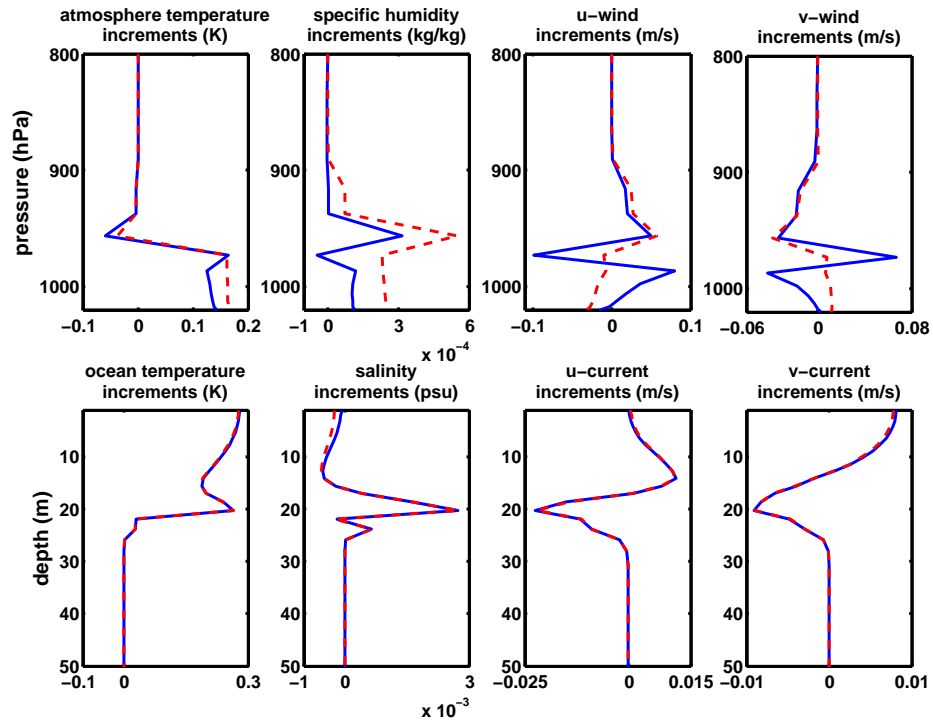 atmosphere temperature
increments (K)
specific humidity
increments (kg/kg)
u−wind
increments (m/s)
v−wind
increments (m/s)
pressure (hPa)
800
900
1000
−0.1 0 0.2
800
900
1000
−1 0 3 6
x 10⁻⁴
800
900
1000
−0.1 0 0.1
800
900
1000
−0.06 0 0.08
ocean temperature
increments (K)
salinity
increments (psu)
u−current
increments (m/s)
v−current
increments (m/s)
depth (m)
10
20
30
40
50
−0.1 0 0.3
10
20
30
40
50
−1 0 3
x 10⁻³
10
20
30
40
50
−0.025 0 0.015
10
20
30
40
50
−0.01 0 0.01